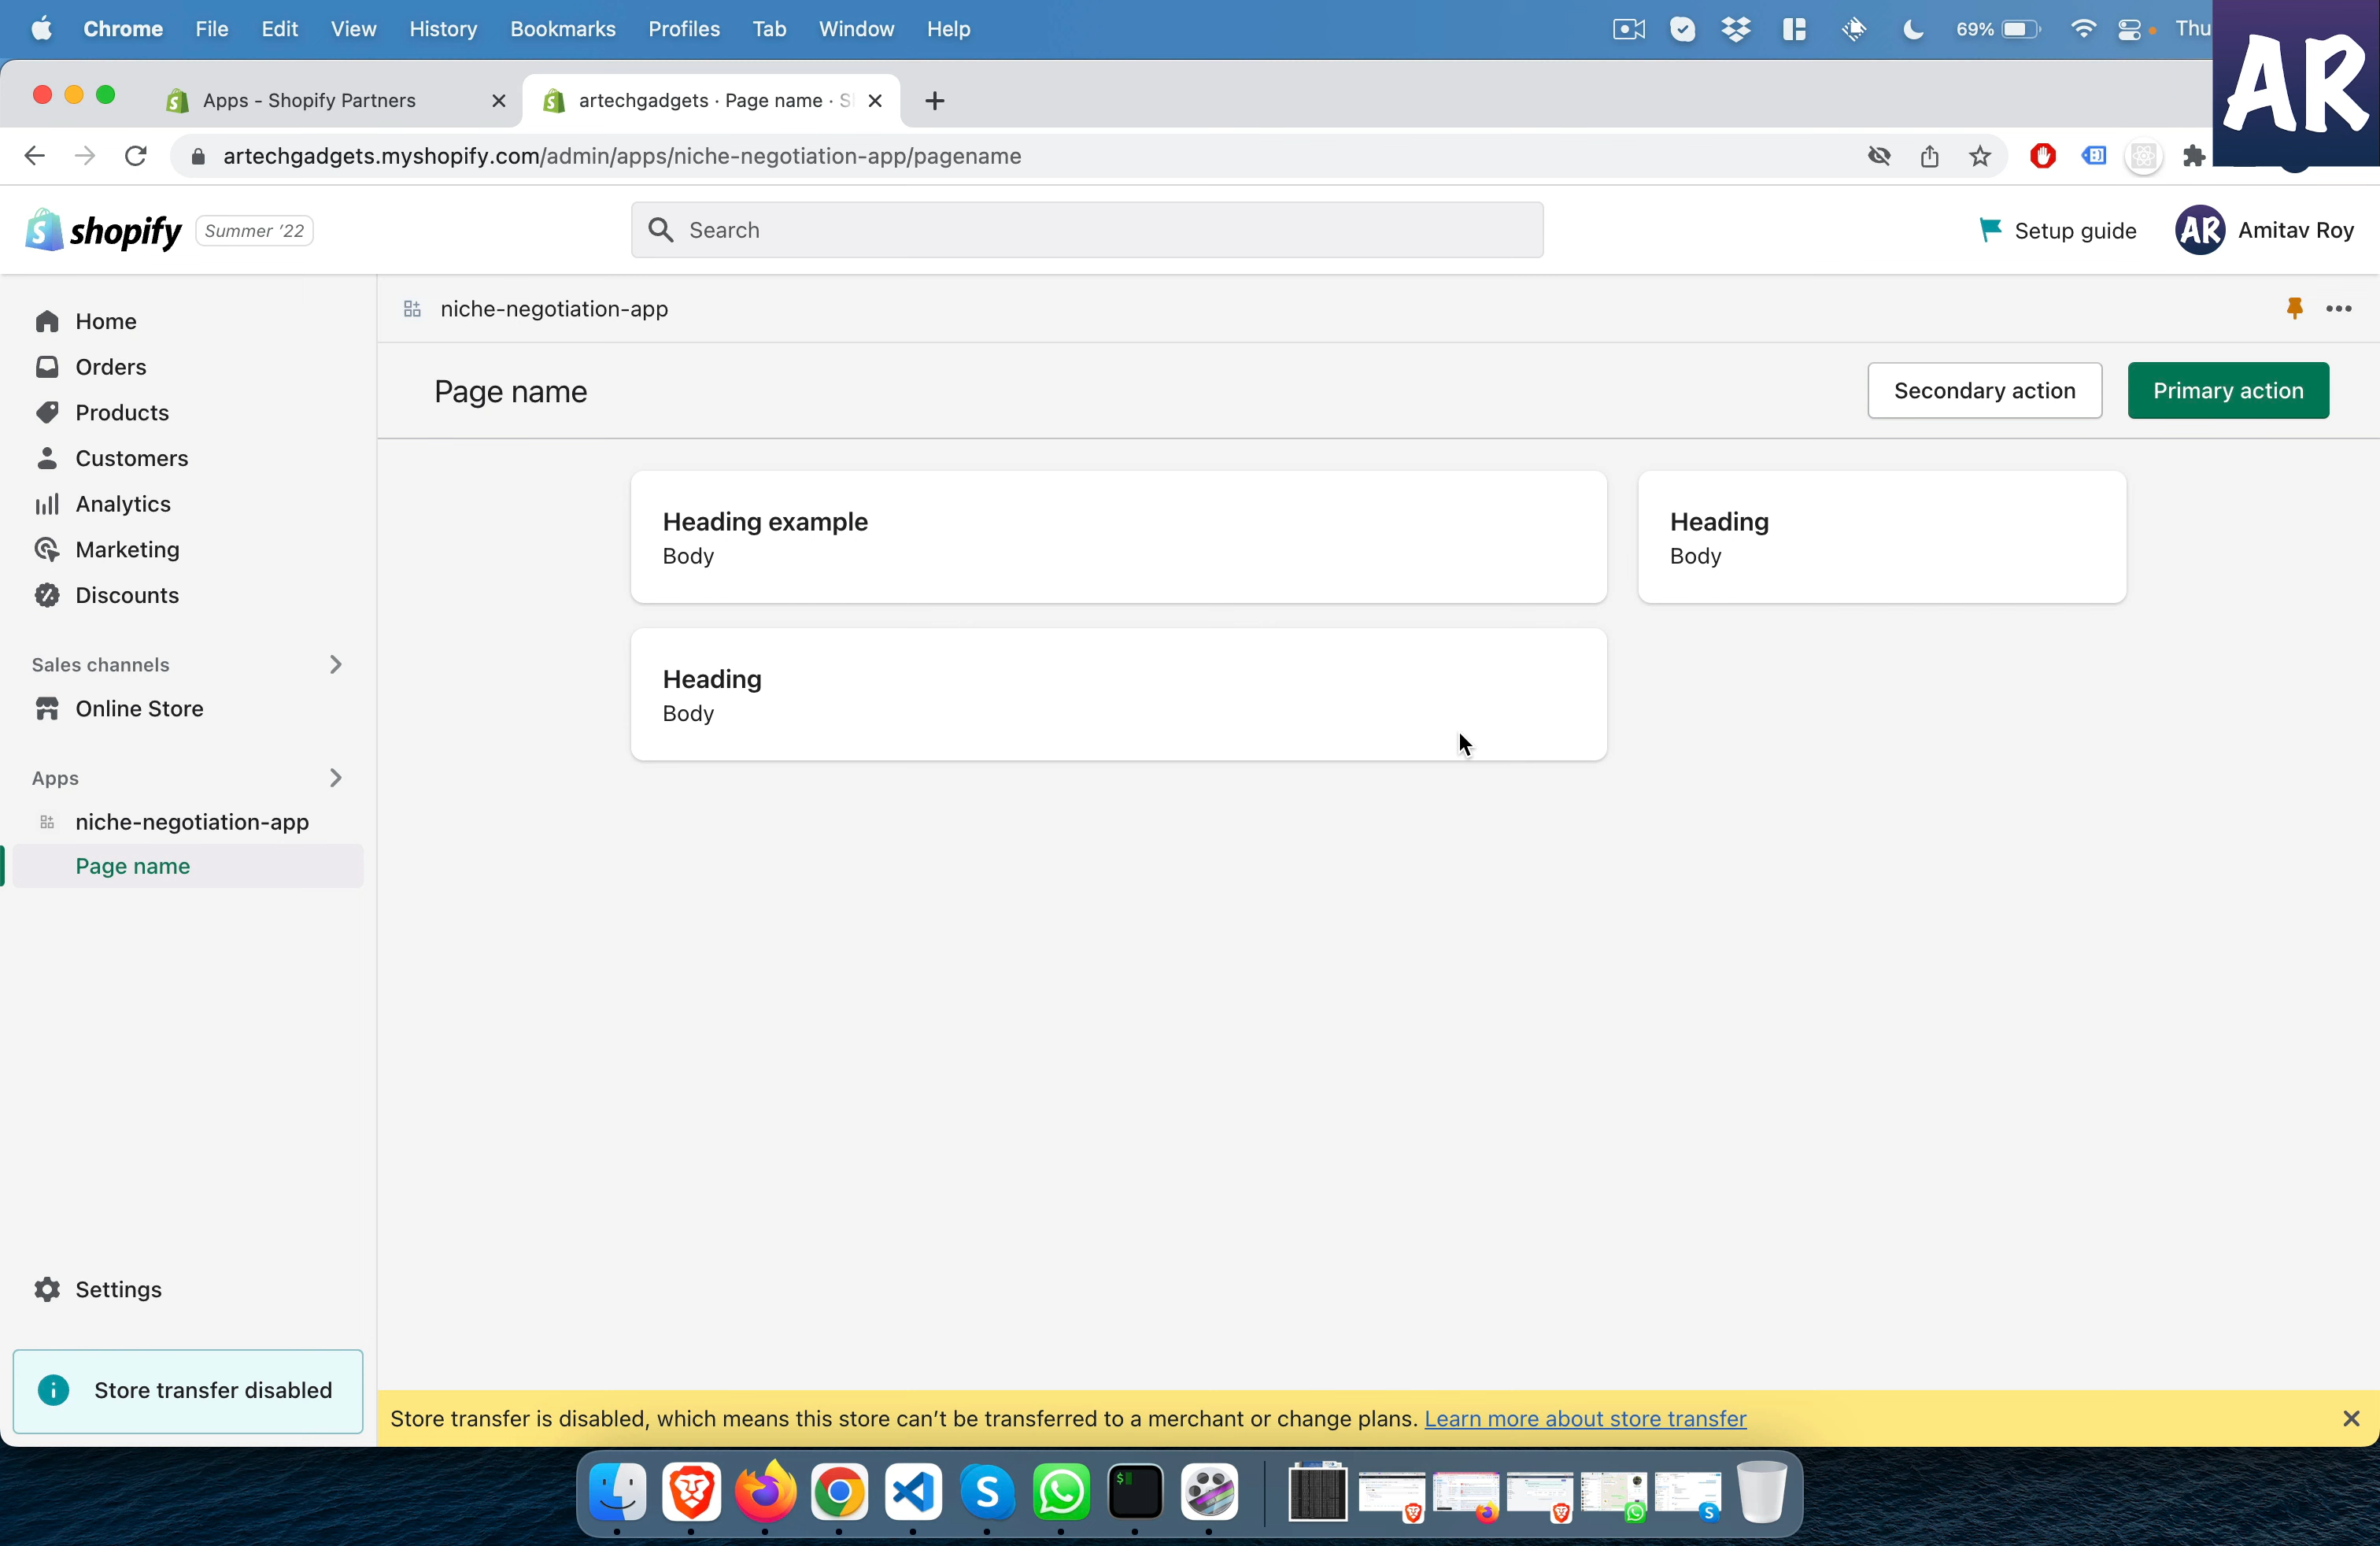 Chrome File Edit View History Bookmarks Profiles Tab Window Help 69% Thu
AR
Apps - Shopify Partners
artechgadgets · Page name · S
artechgadgets.myshopify.com/admin/apps/niche-negotiation-app/pagename
shopify Summer '22
Search
Setup guide
AR Amitav Roy
Home
Orders
Products
Customers
Analytics
Marketing
Discounts
Sales channels
Online Store
Apps
niche-negotiation-app
Page name
Settings
Store transfer disabled
niche-negotiation-app
Page name
Secondary action
Primary action
Heading example
Body
Heading
Body
Heading
Body
Store transfer is disabled, which means this store can't be transferred to a merchant or change plans. Learn more about store transfer